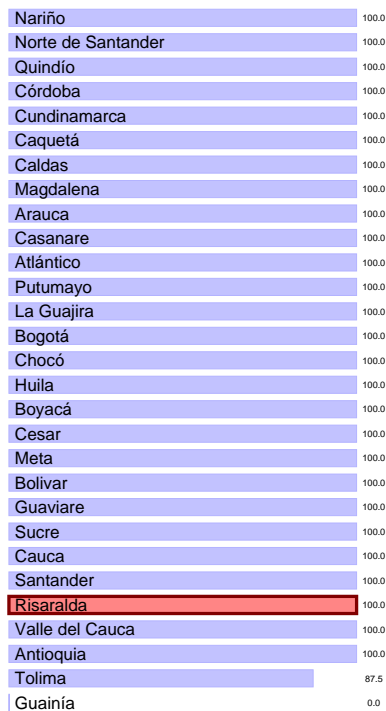 Nariño 100.0
Norte de Santander 100.0
Quindío 100.0
Córdoba 100.0
Cundinamarca 100.0
Caquetá 100.0
Caldas 100.0
Magdalena 100.0
Arauca 100.0
Casanare 100.0
Atlántico 100.0
Putumayo 100.0
La Guajira 100.0
Bogotá 100.0
Chocó 100.0
Huila 100.0
Boyacá 100.0
Cesar 100.0
Meta 100.0
Bolivar 100.0
Guaviare 100.0
Sucre 100.0
Cauca 100.0
Santander 100.0
Risaralda 100.0
Valle del Cauca 100.0
Antioquia 100.0
Tolima 87.5
Guainía 0.0